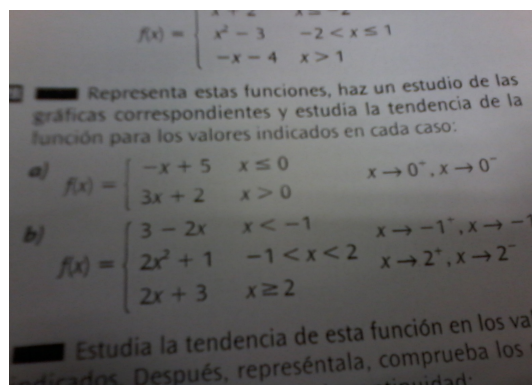 f(x) = { x² − 3 −2 < x ≤ 1
−x − 4 x > 1
Representa estas funciones, haz un estudio de las
gráficas correspondientes y estudia la tendencia de la
función para los valores indicados en cada caso:
a) f(x) = { −x + 5 x ≤ 0 x → 0⁺, x → 0⁻
3x + 2 x > 0
b) f(x) = { 3 − 2x x < −1 x → −1⁺, x → −1
2x² + 1 −1 < x < 2 x → 2⁺, x → 2⁻
2x + 3 x ≥ 2
Estudia la tendencia de esta función en los
Después, represéntala, comprueba los